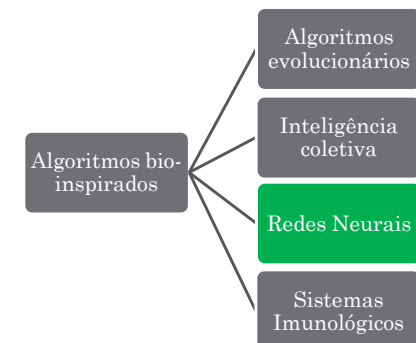 Algoritmos
evolucionários
Inteligência
coletiva
Algoritmos bio-
inspirados
Redes Neurais
Sistemas
Imunológicos